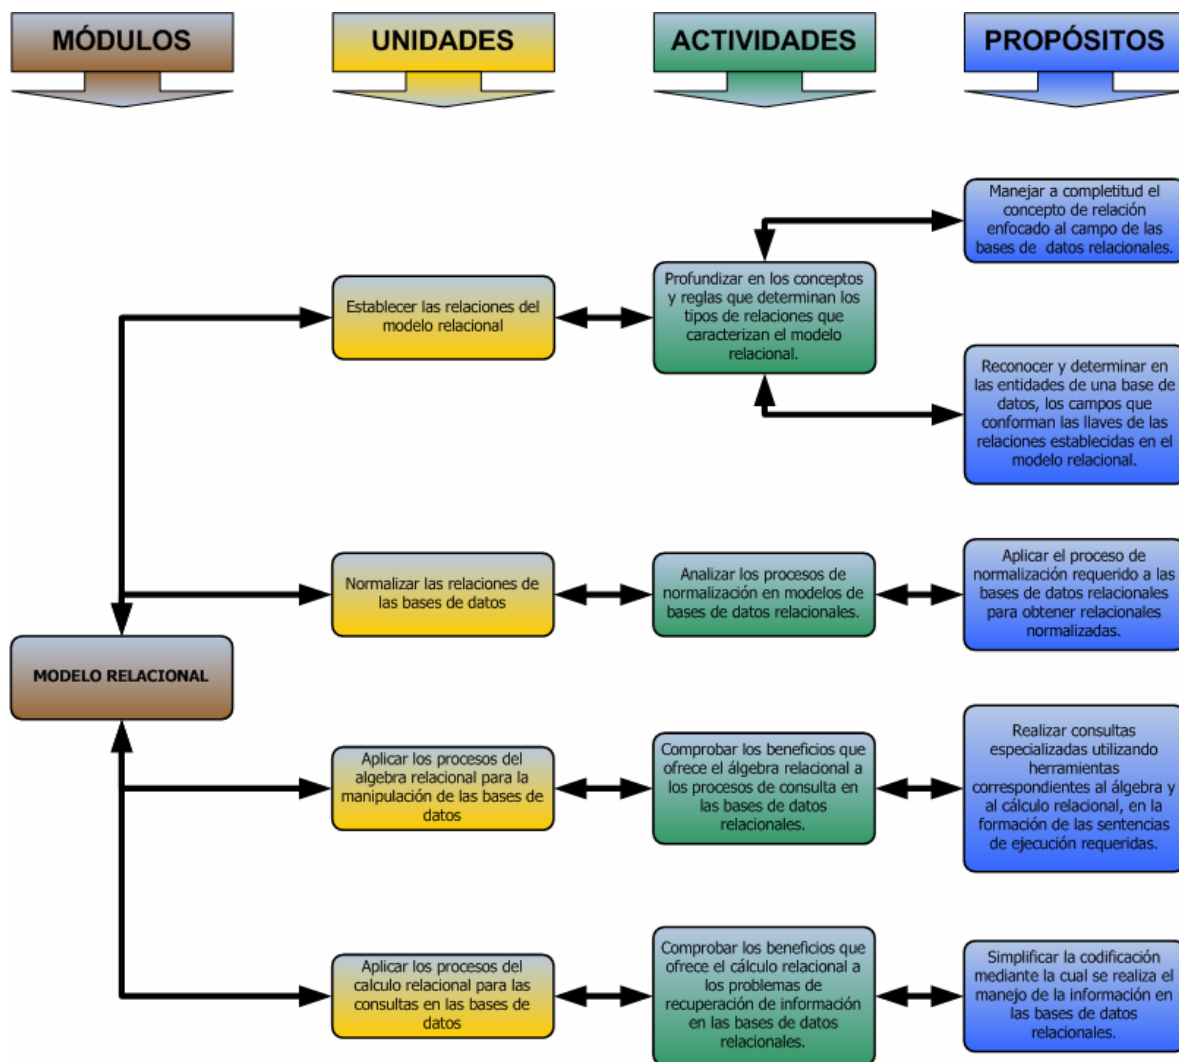 MÓDULOS
UNIDADES
ACTIVIDADES
PROPÓSITOS
Manejar a completitud el
concepto de relación
enfocado al campo de las
bases de  datos relacionales.
Establecer las relaciones del
modelo relacional
Profundizar en los conceptos
y reglas que determinan los
tipos de relaciones que
caracterizan el modelo
relacional.
Reconocer y determinar en
las entidades de una base de
datos, los campos que
conforman las llaves de las
relaciones establecidas en el
modelo relacional.
Normalizar las relaciones de
las bases de datos
Analizar los procesos de
normalización en modelos de
bases de datos relacionales.
Aplicar el proceso de
normalización requerido a las
bases de datos relacionales
para obtener relacionales
normalizadas.
MODELO RELACIONAL
Aplicar los procesos del
algebra relacional para la
manipulación de las bases de
datos
Comprobar los beneficios que
ofrece el álgebra relacional a
los procesos de consulta en
las bases de datos
relacionales.
Realizar consultas
especializadas utilizando
herramientas
correspondientes al álgebra y
al cálculo relacional, en la
formación de las sentencias
de ejecución requeridas.
Aplicar los procesos del
calculo relacional para las
consultas en las bases de
datos
Comprobar los beneficios que
ofrece el cálculo relacional a
los problemas de
recuperación de información
en las bases de datos
relacionales.
Simplificar la codificación
mediante la cual se realiza el
manejo de la información en
las bases de datos
relacionales.